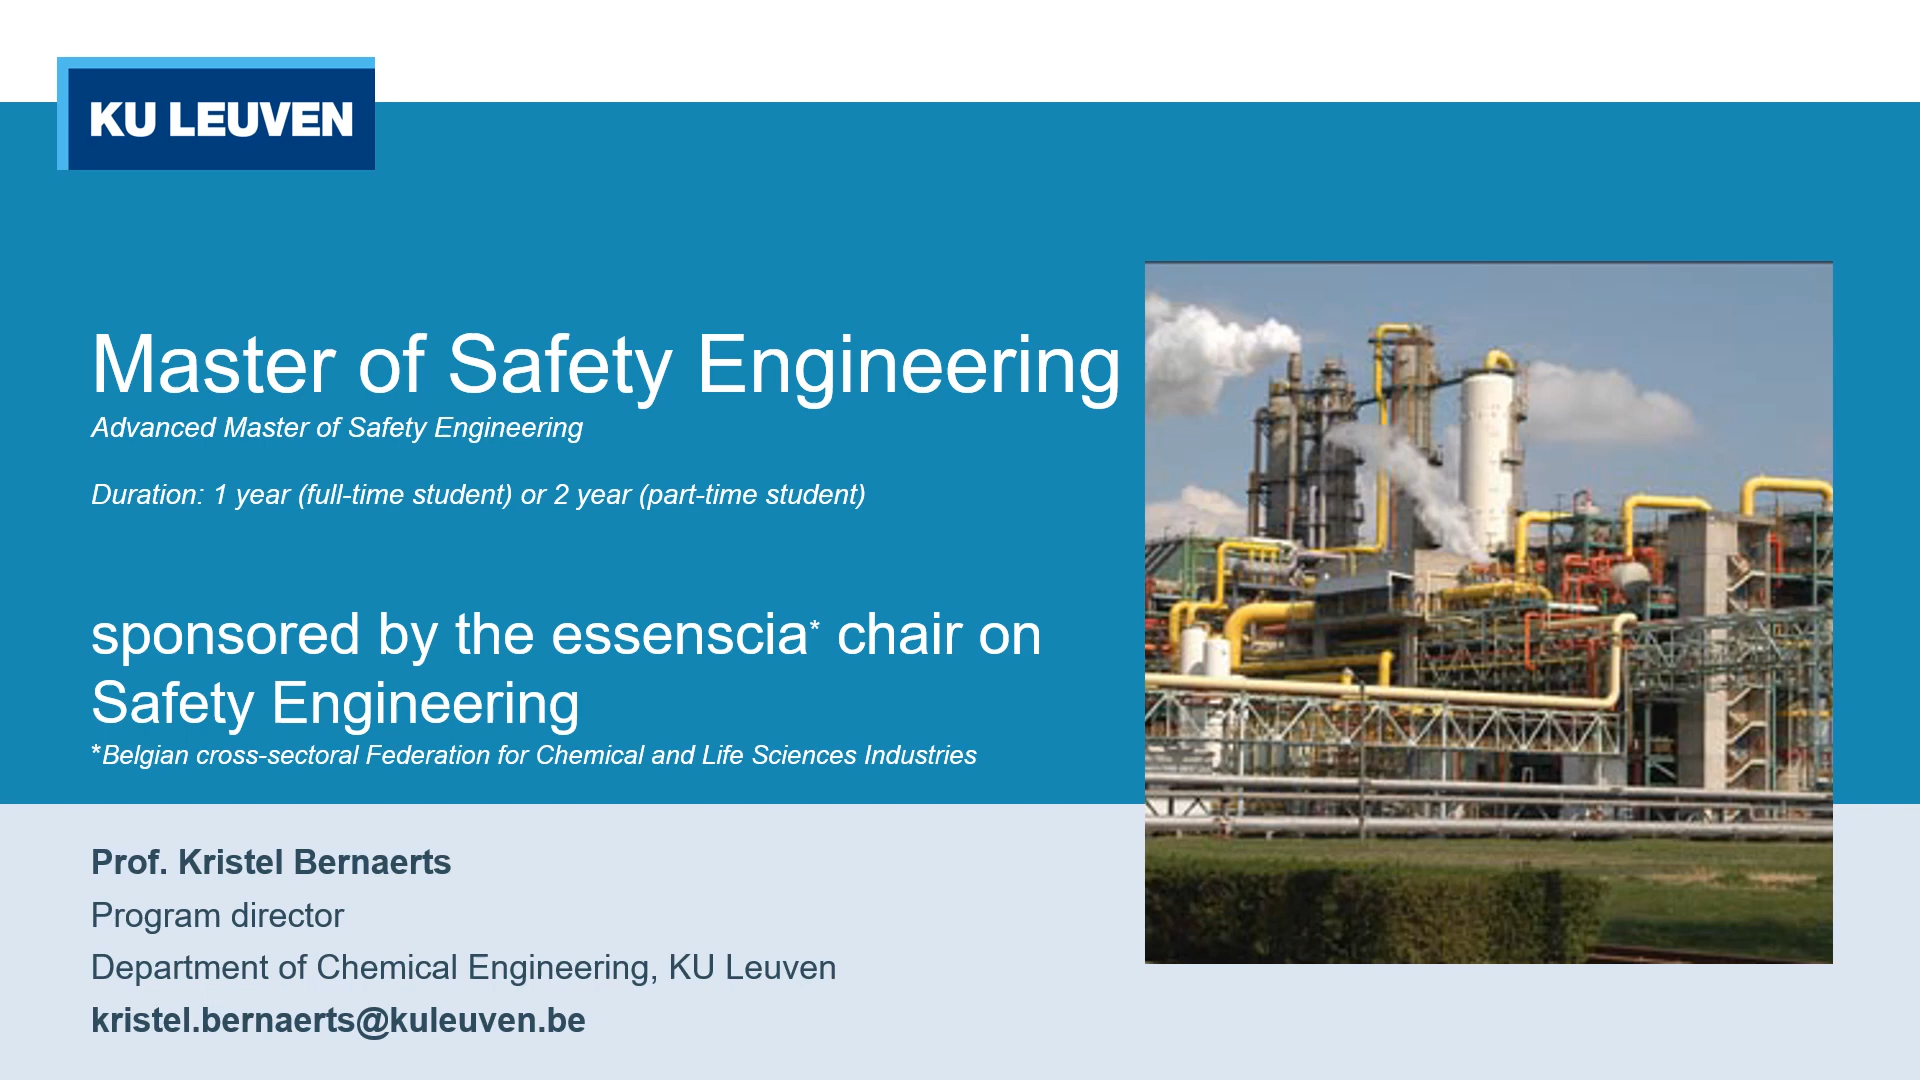 KU LEUVEN
Master of Safety Engineering
Advanced Master of Safety Engineering
Duration: 1 year (full-time student) or 2 year (part-time student)
sponsored by the essenscia* chair on
Safety Engineering
*Belgian cross-sectoral Federation for Chemical and Life Sciences Industries
Prof. Kristel Bernaerts
Program director
Department of Chemical Engineering, KU Leuven
kristel.bernaerts@kuleuven.be